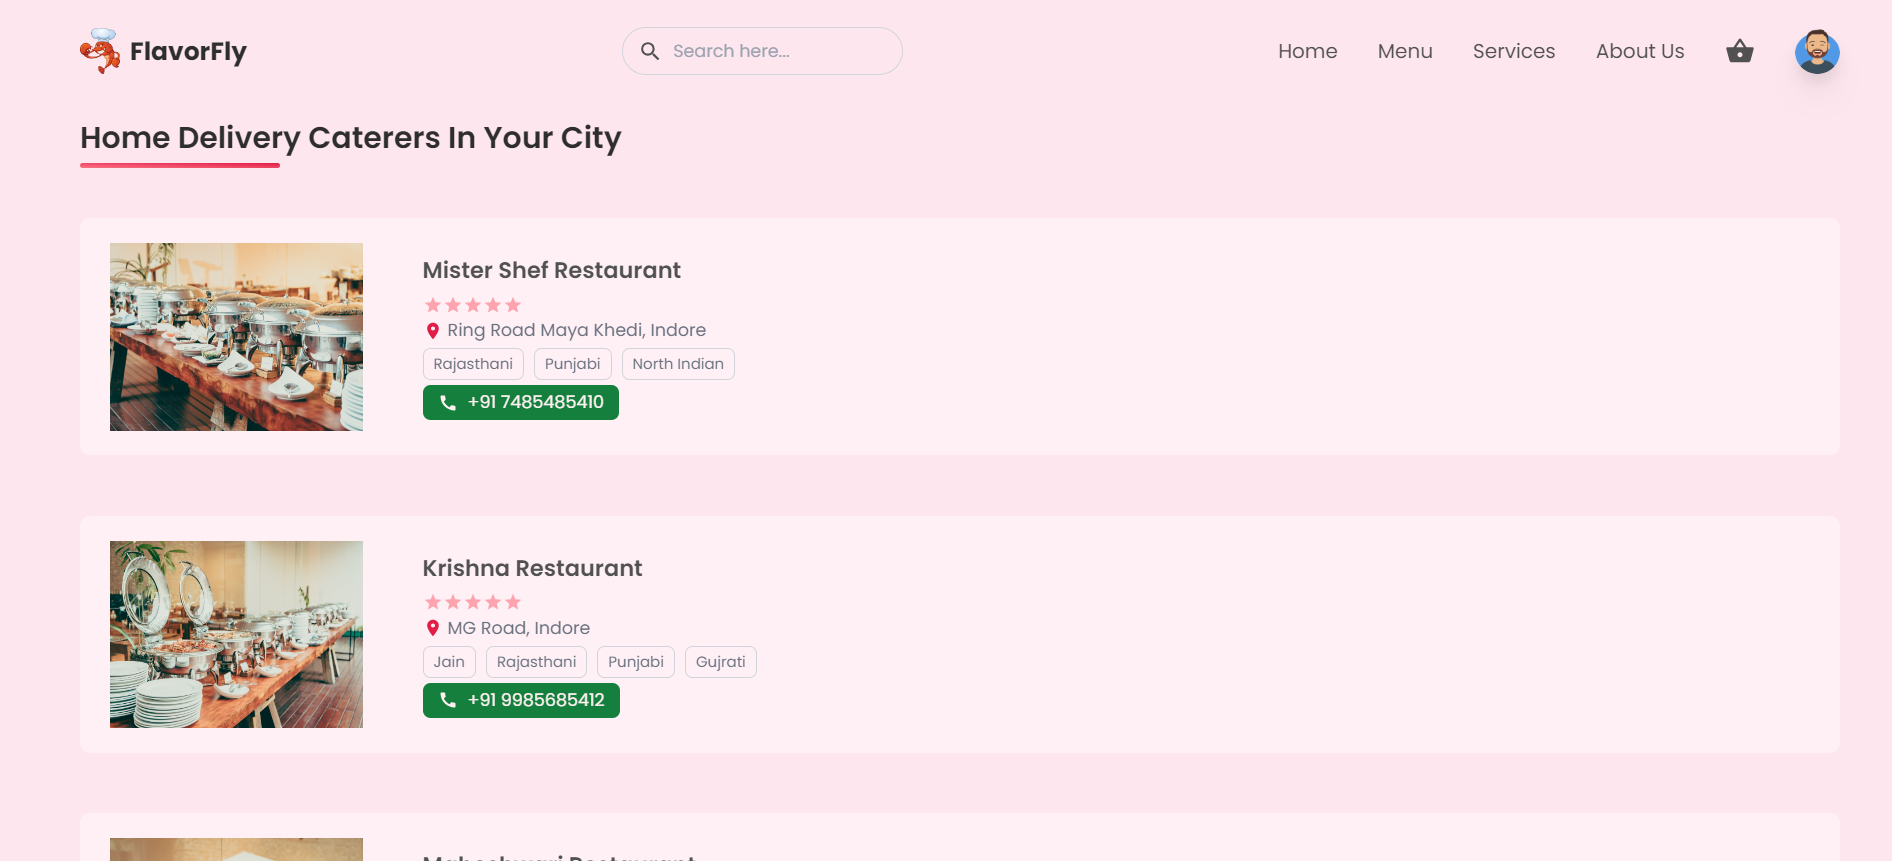 FlavorFly
Search here...
Home Menu Services About Us
Home Delivery Caterers In Your City
Mister Shef Restaurant
Ring Road Maya Khedi, Indore
Rajasthani Punjabi North Indian
+91 7485485410
Krishna Restaurant
MG Road, Indore
Jain Rajasthani Punjabi Gujrati
+91 9985685412
Maheshwari Restaurant